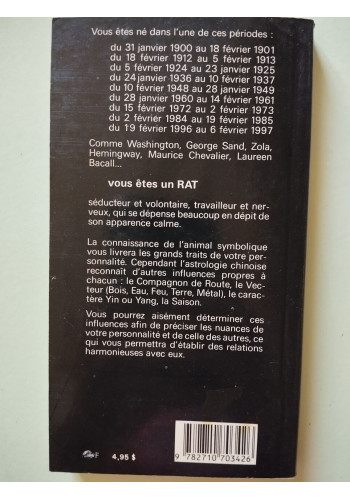 Vous êtes né dans l'une de ces périodes :
du 31 janvier 1900 au 18 février 1901
du 18 février 1912 au 5 février 1913
du 5 février 1924 au 23 janvier 1925
du 24 janvier 1936 au 10 février 1937
du 10 février 1948 au 28 janvier 1949
du 28 janvier 1960 au 14 février 1961
du 15 février 1972 au 2 février 1973
du 2 février 1984 au 19 février 1985
du 19 février 1996 au 6 février 1997
Comme Washington, George Sand, Zola,
Hemingway, Maurice Chevalier, Laureen
Bacall...
vous êtes un RAT
séducteur et volontaire, travailleur et ner-
veux, qui se dépense beaucoup en dépit de
son apparence calme.
La connaissance de l'animal symbolique
vous livrera les grands traits de votre per-
sonnalité. Cependant l'astrologie chinoise
reconnaît d'autres influences propres à
chacun : le Compagnon de Route, le Vec-
teur (Bois, Eau, Feu, Terre, Métal), le carac-
tère Yin ou Yang, la Saison.
Vous pourrez aisément déterminer ces
influences afin de préciser les nuances de
votre personnalité et de celle des autres, ce
qui vous permettra d'établir des relations
harmonieuses avec eux.
4,95 $
9 782710 703426